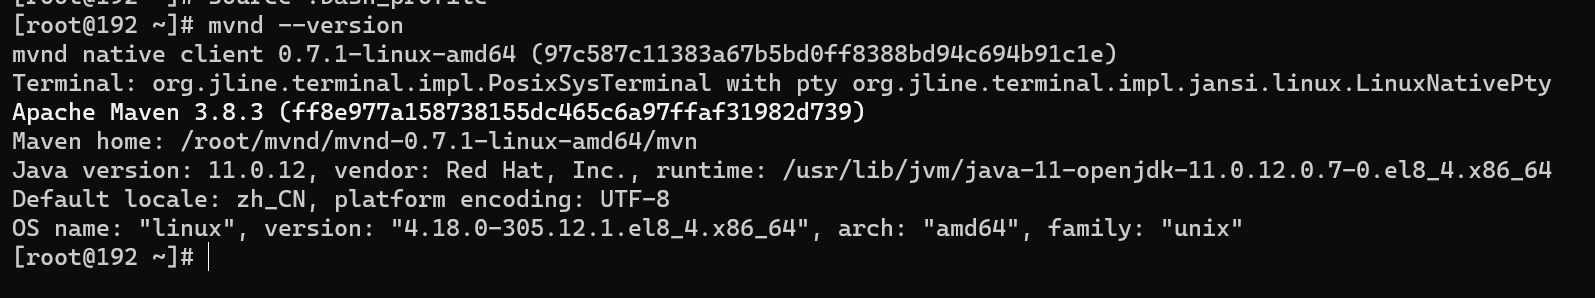 [root@192 ~]# source .bash_profile
[root@192 ~]# mvnd --version
mvnd native client 0.7.1-linux-amd64 (97c587c11383a67b5bd0ff8388bd94c694b91c1e)
Terminal: org.jline.terminal.impl.PosixSysTerminal with pty org.jline.terminal.impl.jansi.linux.LinuxNativePty
Apache Maven 3.8.3 (ff8e977a158738155dc465c6a97ffaf31982d739)
Maven home: /root/mvnd/mvnd-0.7.1-linux-amd64/mvn
Java version: 11.0.12, vendor: Red Hat, Inc., runtime: /usr/lib/jvm/java-11-openjdk-11.0.12.0.7-0.el8_4.x86_64
Default locale: zh_CN, platform encoding: UTF-8
OS name: "linux", version: "4.18.0-305.12.1.el8_4.x86_64", arch: "amd64", family: "unix"
[root@192 ~]#